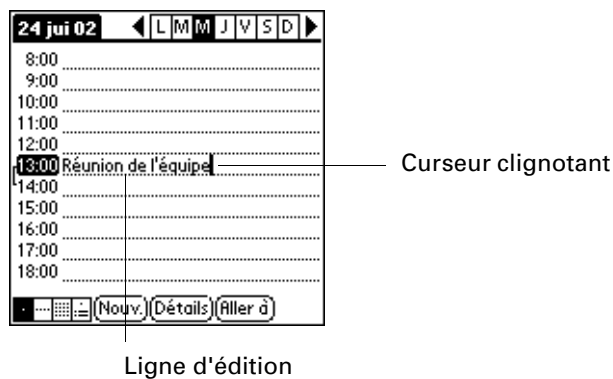 24 jui 02 L M M J V S D
8:00
9:00
10:00
11:00
12:00
13:00 Réunion de l'équipe
Curseur clignotant
14:00
15:00
16:00
17:00
18:00
Nouv. Détails Aller à
Ligne d'édition